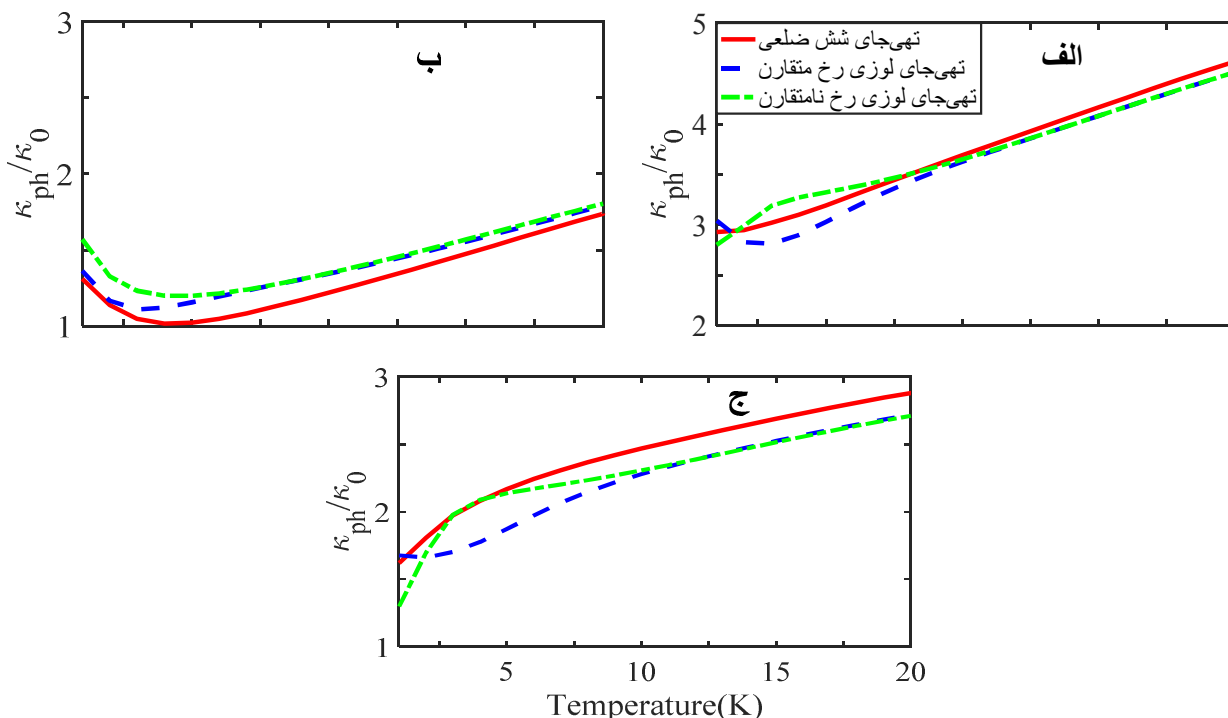 الف
تهی‌جای شش ضلعی
تهی‌جای لوزی رخ متقارن
تهی‌جای لوزی رخ نامتقارن
5
4
3
2
κph/κ0
ب
3
2
1
κph/κ0
ج
3
2
1
κph/κ0
5 10 15 20
Temperature(K)